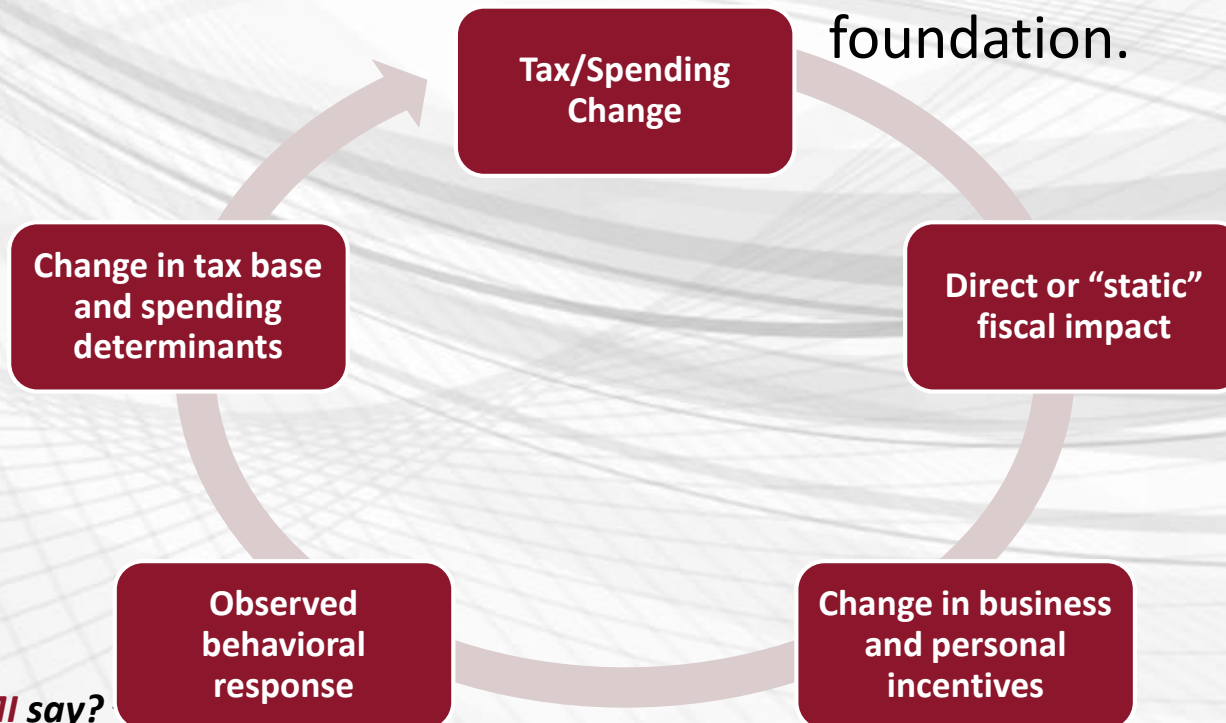 foundation.
Tax/Spending
Change
Direct or “static”
fiscal impact
Change in business
and personal
incentives
Observed
behavioral
response
Change in tax base
and spending
determinants
say?